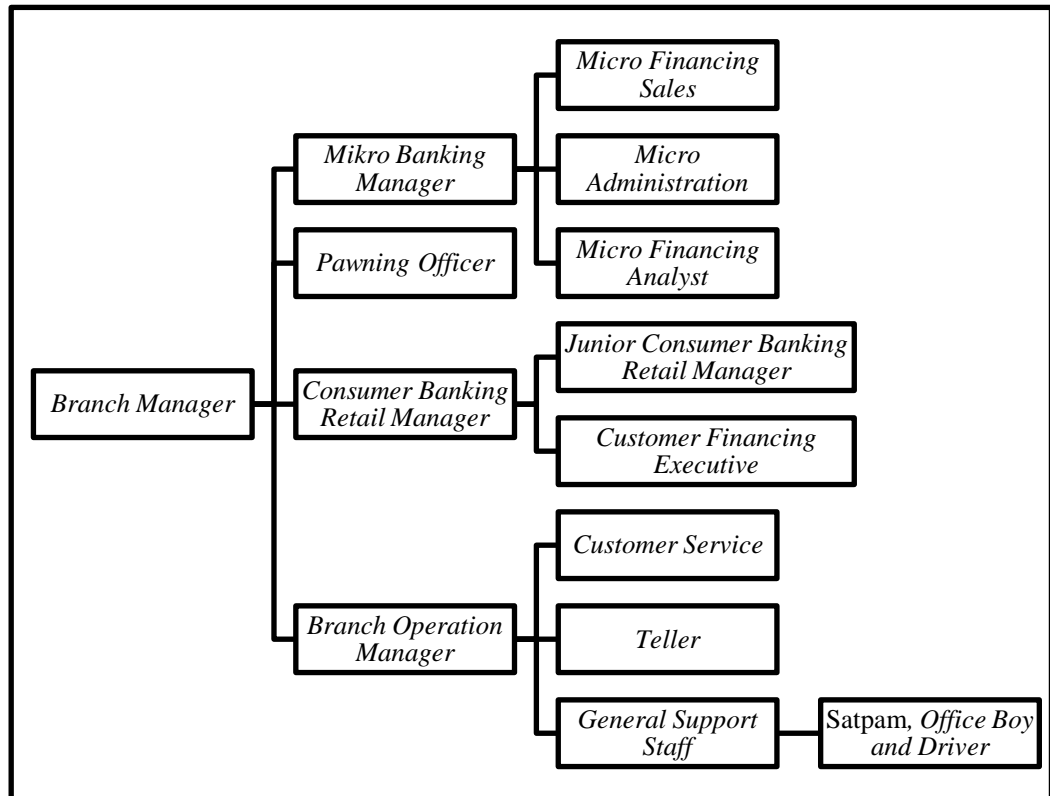 Micro Financing
Sales
Mikro Banking
Manager
Micro
Administration
Micro Financing
Analyst
Pawning Officer
Branch Manager
Consumer Banking
Retail Manager
Junior Consumer Banking
Retail Manager
Customer Financing
Executive
Branch Operation
Manager
Customer Service
Teller
General Support
Staff
Satpam, Office Boy
and Driver